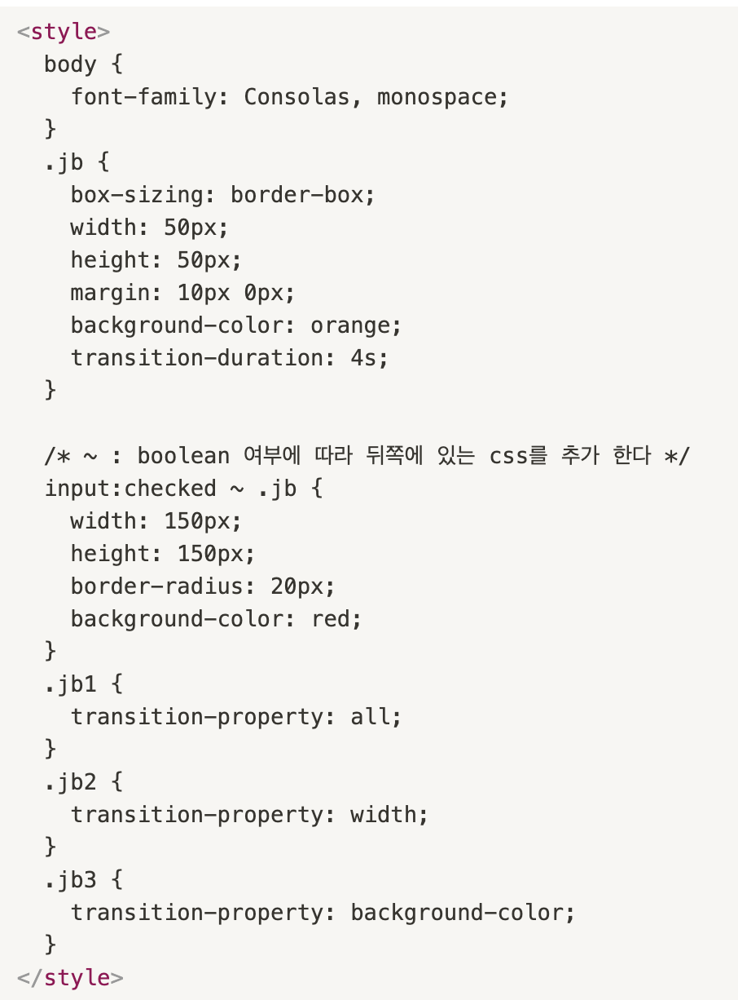 <style>
  body {
    font-family: Consolas, monospace;
  }
  .jb {
    box-sizing: border-box;
    width: 50px;
    height: 50px;
    margin: 10px 0px;
    background-color: orange;
    transition-duration: 4s;
  }

  /* ~ : boolean 여부에 따라 뒤쪽에 있는 css를 추가 한다 */
  input:checked ~ .jb {
    width: 150px;
    height: 150px;
    border-radius: 20px;
    background-color: red;
  }
  .jb1 {
    transition-property: all;
  }
  .jb2 {
    transition-property: width;
  }
  .jb3 {
    transition-property: background-color;
  }
</style>